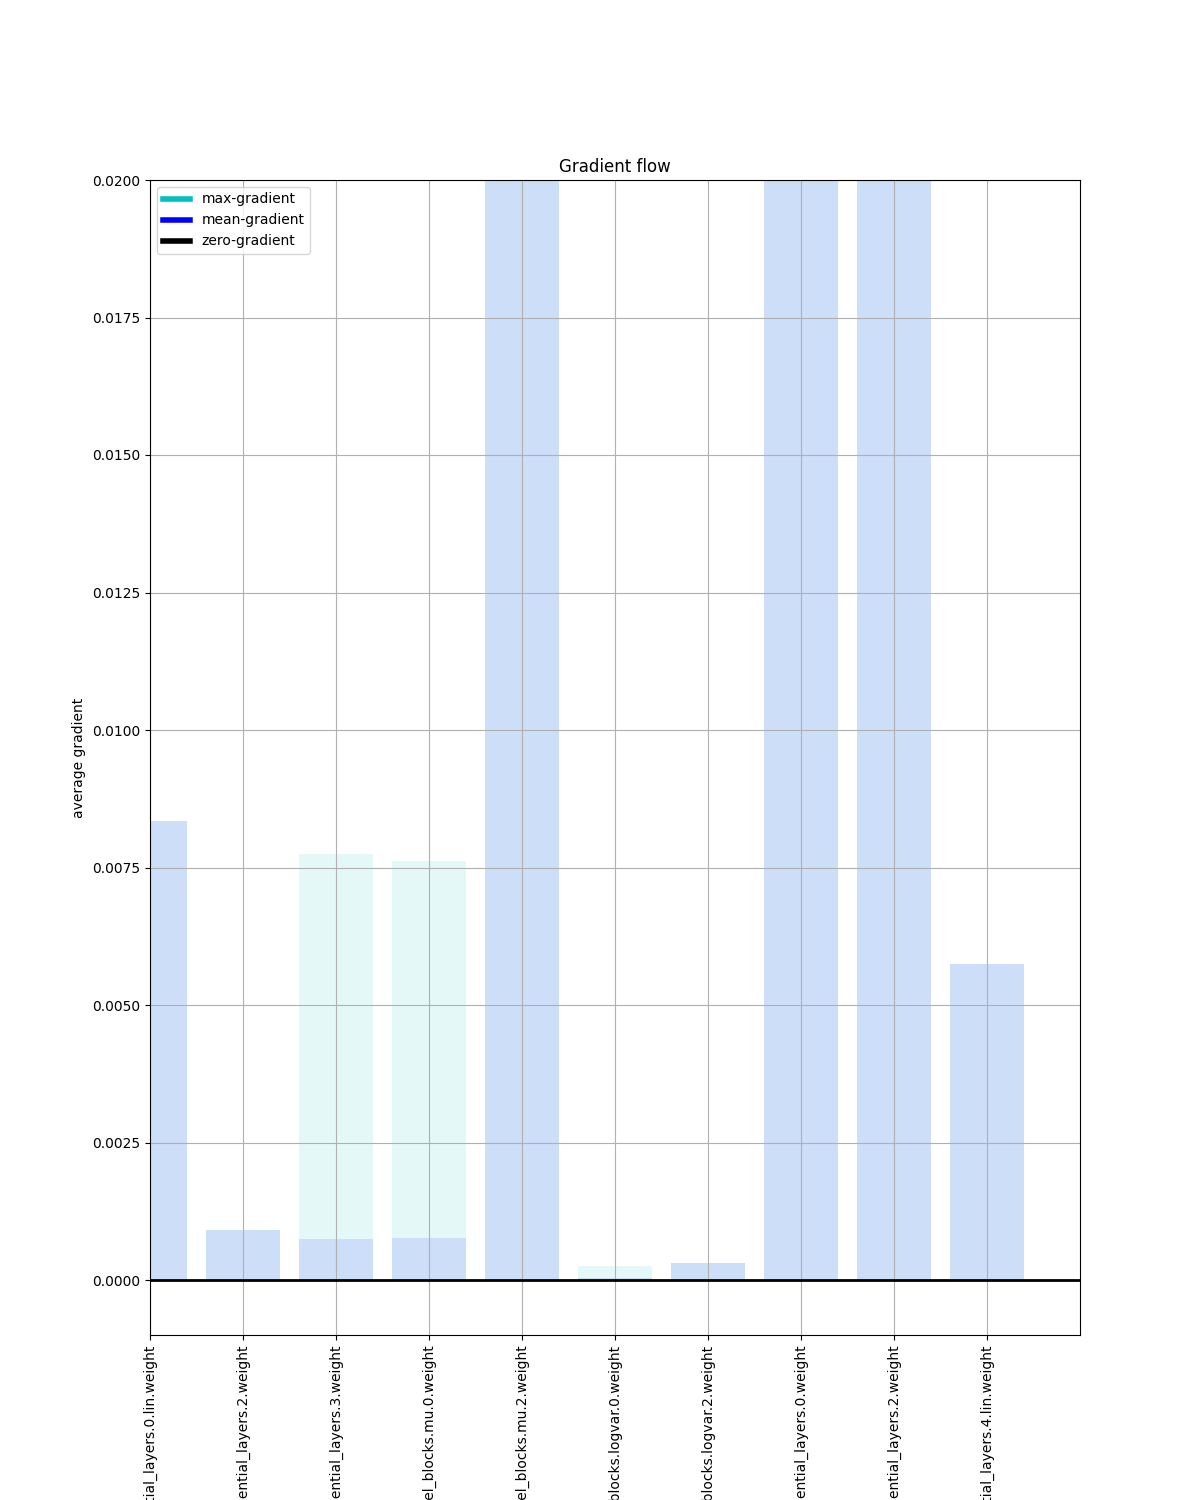 Gradient flow
max-gradient
mean-gradient
zero-gradient
average gradient
0.0200
0.0175
0.0150
0.0125
0.0100
0.0075
0.0050
0.0025
0.0000
tial_layers.0.lin.weight
ential_layers.2.weight
ential_layers.3.weight
el_blocks.mu.0.weight
el_blocks.mu.2.weight
blocks.logvar.0.weight
blocks.logvar.2.weight
ential_layers.0.weight
ential_layers.2.weight
tial_layers.4.lin.weight